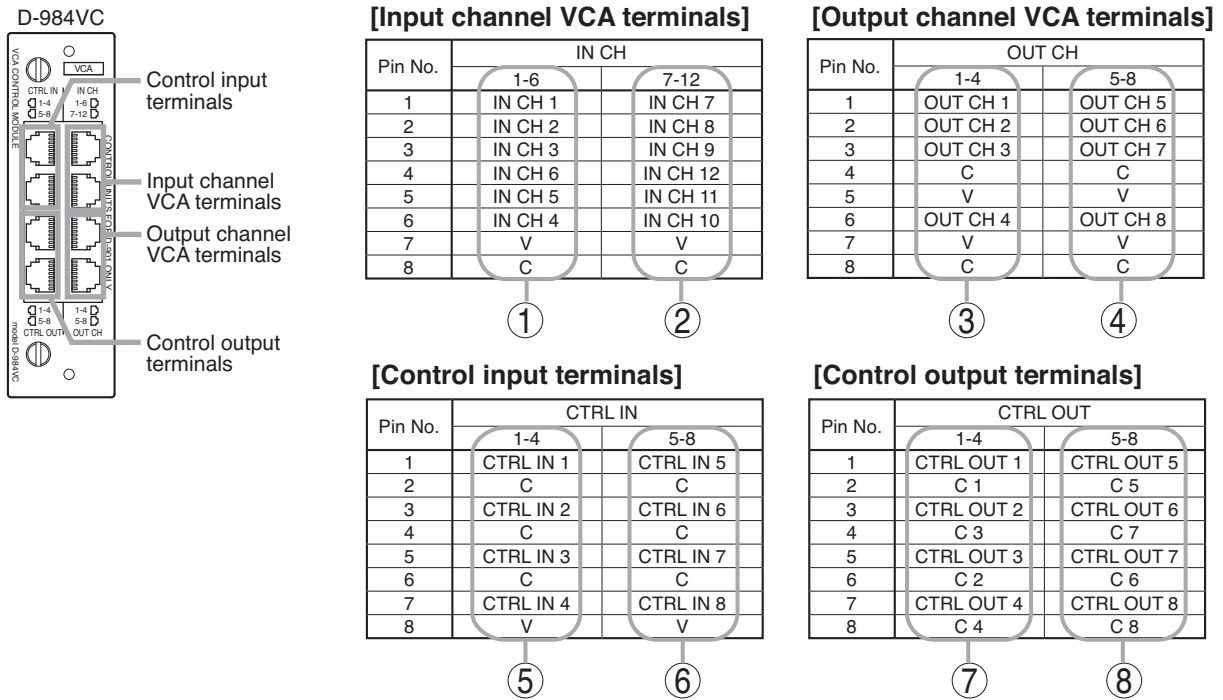 D-984VC
VCA CONTROL MODULE
VCA
CTRL IN IN CH
1-4 1-6
5-8 7-12
CONTROL UNITS FOR D-901 ONLY
1-4 1-4
5-8 5-8
CTRL OUT OUT CH
model D-984VC
Control input
terminals
Input channel
VCA terminals
Output channel
VCA terminals
Control output
terminals
[Input channel VCA terminals]
Pin No. IN CH
1-6 7-12
1 IN CH 1 IN CH 7
2 IN CH 2 IN CH 8
3 IN CH 3 IN CH 9
4 IN CH 6 IN CH 12
5 IN CH 5 IN CH 11
6 IN CH 4 IN CH 10
7 V V
8 C C
① ②
[Output channel VCA terminals]
Pin No. OUT CH
1-4 5-8
1 OUT CH 1 OUT CH 5
2 OUT CH 2 OUT CH 6
3 OUT CH 3 OUT CH 7
4 C C
5 V V
6 OUT CH 4 OUT CH 8
7 V V
8 C C
③ ④
[Control input terminals]
Pin No. CTRL IN
1-4 5-8
1 CTRL IN 1 CTRL IN 5
2 C C
3 CTRL IN 2 CTRL IN 6
4 C C
5 CTRL IN 3 CTRL IN 7
6 C C
7 CTRL IN 4 CTRL IN 8
8 V V
⑤ ⑥
[Control output terminals]
Pin No. CTRL OUT
1-4 5-8
1 CTRL OUT 1 CTRL OUT 5
2 C 1 C 5
3 CTRL OUT 2 CTRL OUT 6
4 C 3 C 7
5 CTRL OUT 3 CTRL OUT 7
6 C 2 C 6
7 CTRL OUT 4 CTRL OUT 8
8 C 4 C 8
⑦ ⑧